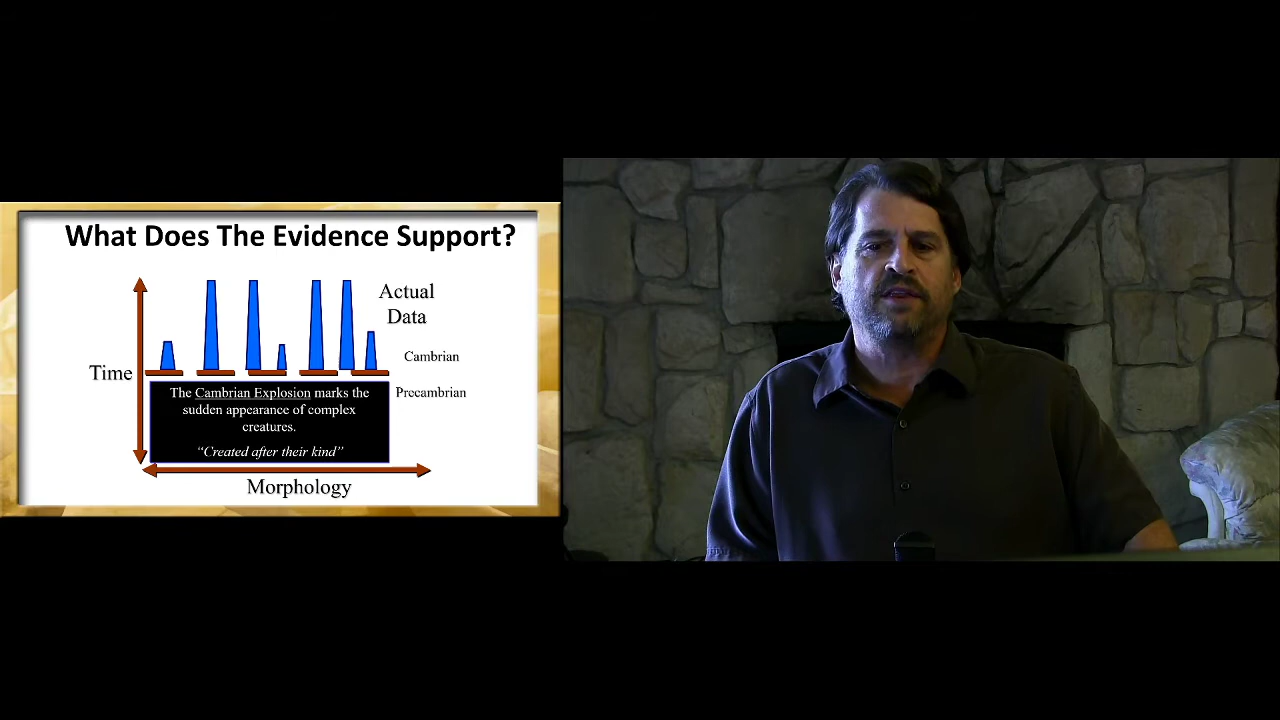 What Does The Evidence Support?
Actual
Data
Cambrian
Time
Precambrian
The Cambrian Explosion marks the
sudden appearance of complex
creatures.
“Created after their kind”
Morphology